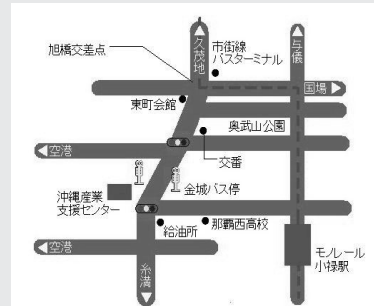 久茂地
与儀
旭橋交差点
市街線
バスターミナル
国場
東町会館
奥武山公園
交番
空港
金城バス停
沖縄産業
支援センター
給油所
那覇西高校
空港
モノレール
小禄駅
糸満